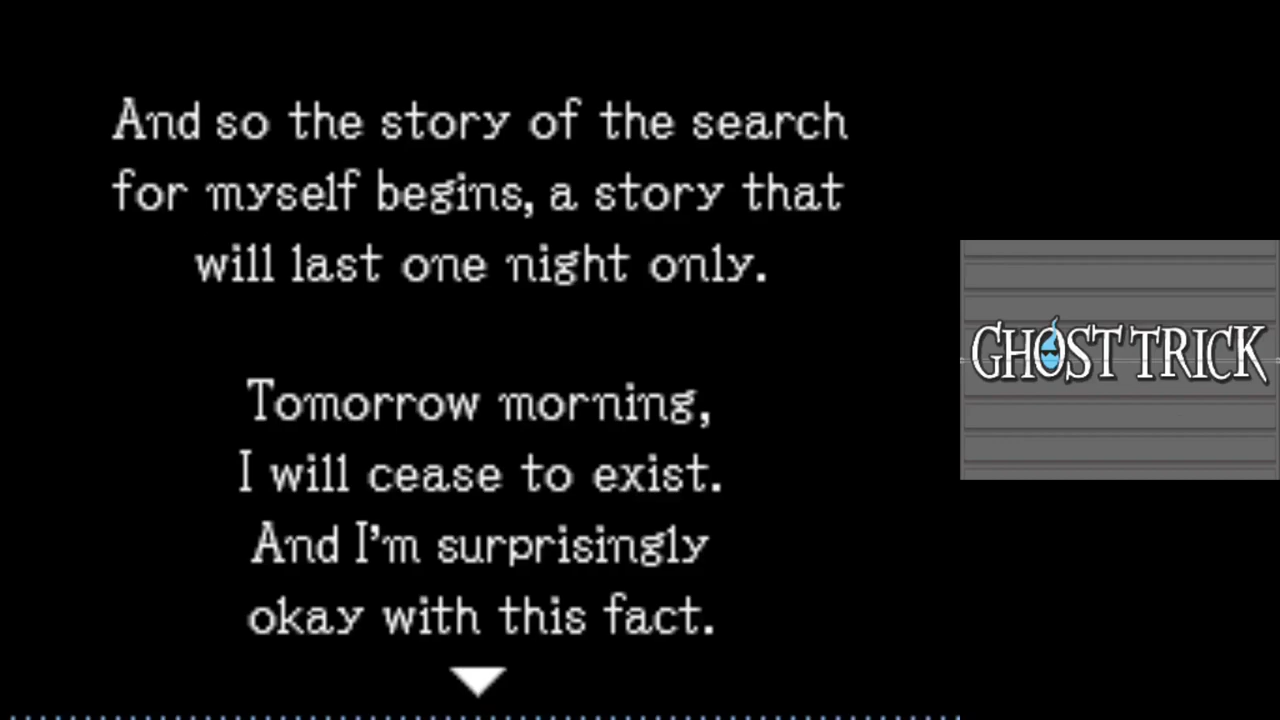 And so the story of the search
for myself begins, a story that
will last one night only.
Tomorrow morning,
I will cease to exist.
And I'm surprisingly
okay with this fact.
GHOST TRICK